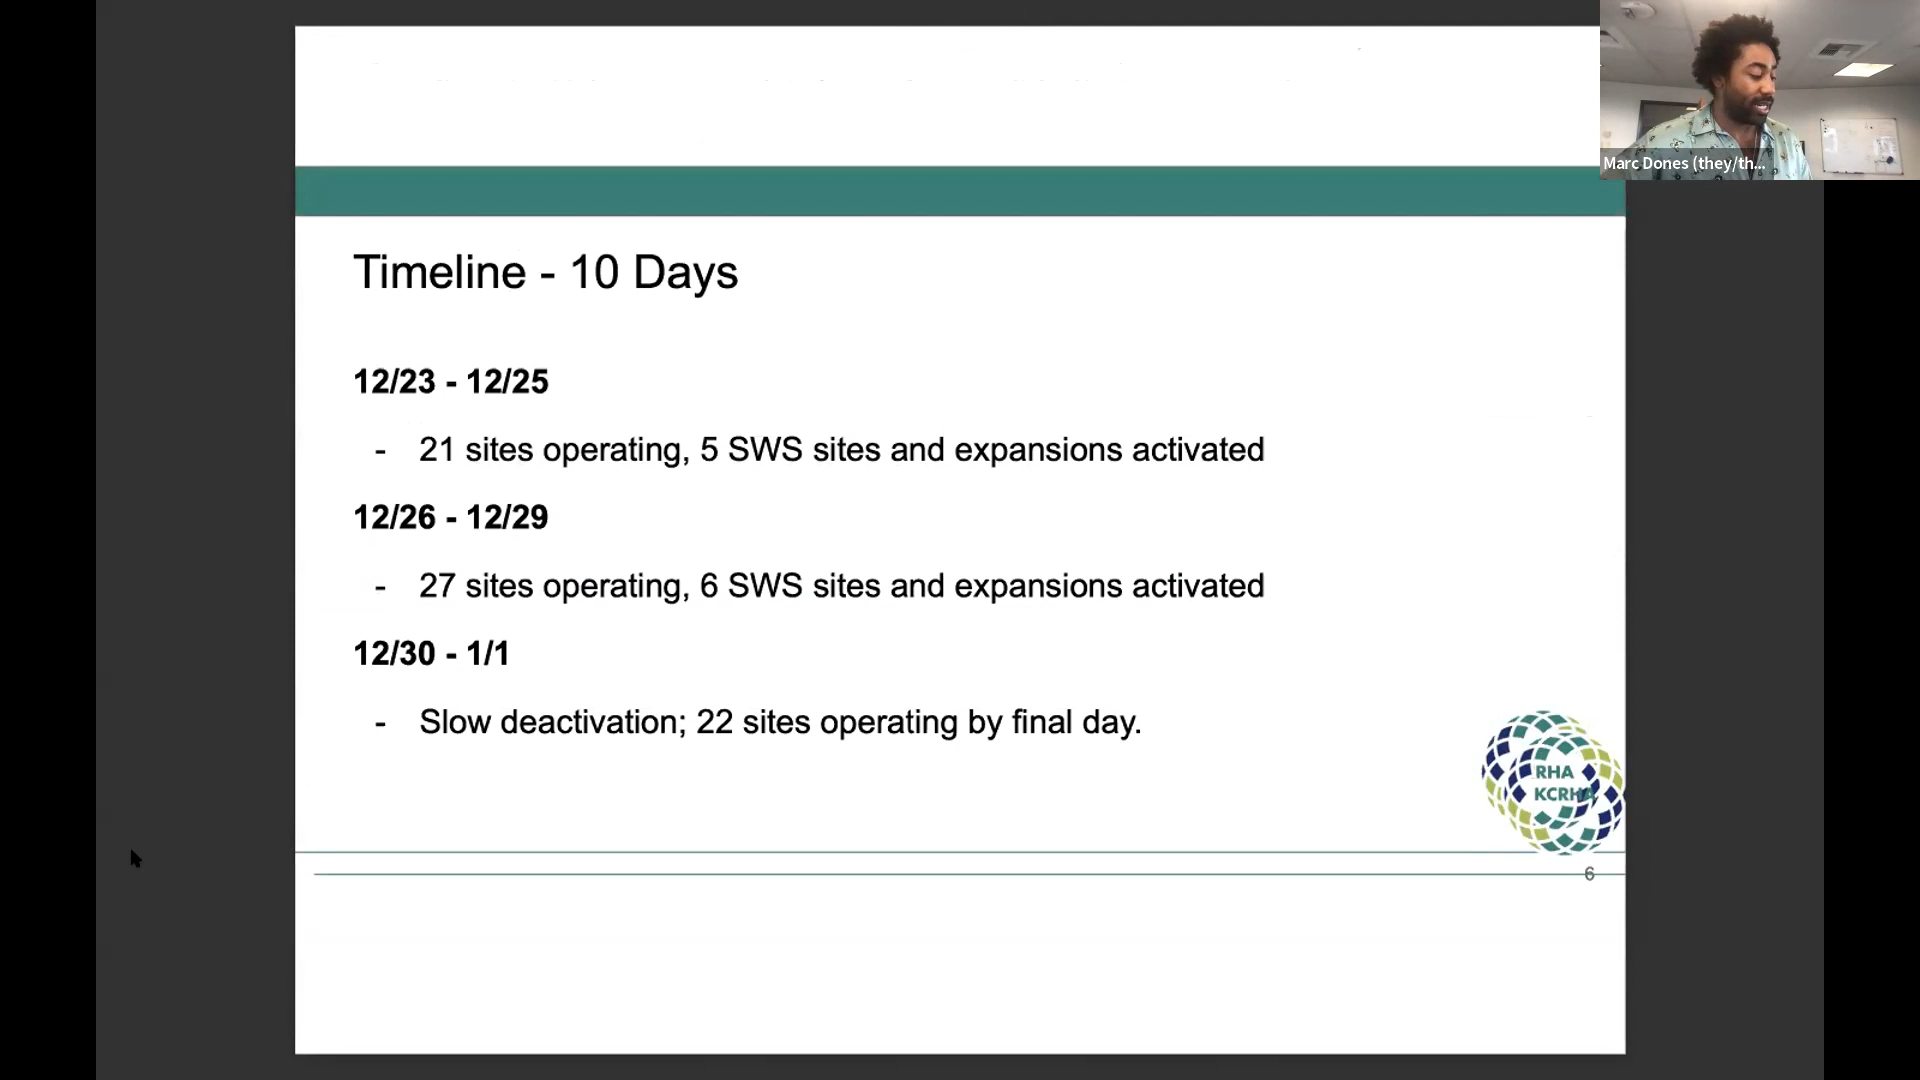 Marc Dones (they/th...
Timeline - 10 Days
12/23 - 12/25
- 21 sites operating, 5 SWS sites and expansions activated
12/26 - 12/29
- 27 sites operating, 6 SWS sites and expansions activated
12/30 - 1/1
- Slow deactivation; 22 sites operating by final day.
RHA
KCRHA
6